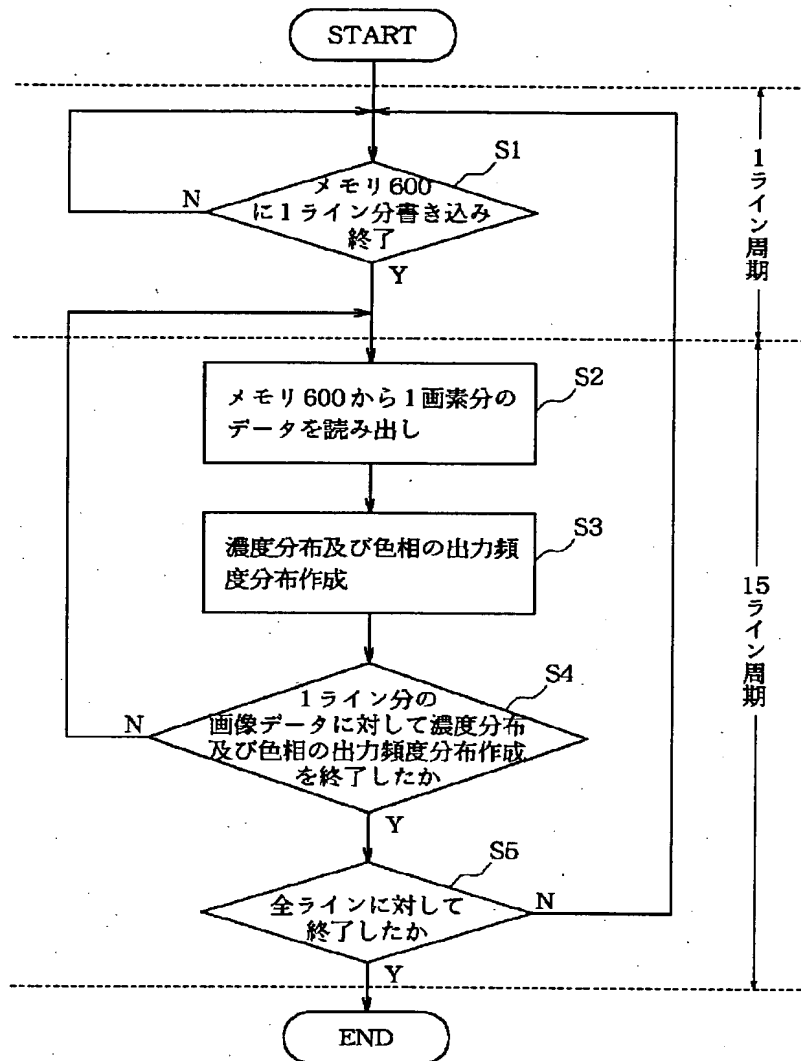 START
S1
メモリ600
に1ライン分書き込み
終了
N
Y
1ライン周期
S2
メモリ600から1画素分の
データを読み出し
S3
濃度分布及び色相の出力頻
度分布作成
15ライン周期
S4
1ライン分の
画像データに対して濃度分布
及び色相の出力頻度分布作成
を終了したか
N
Y
S5
全ラインに対して
終了したか
N
Y
END